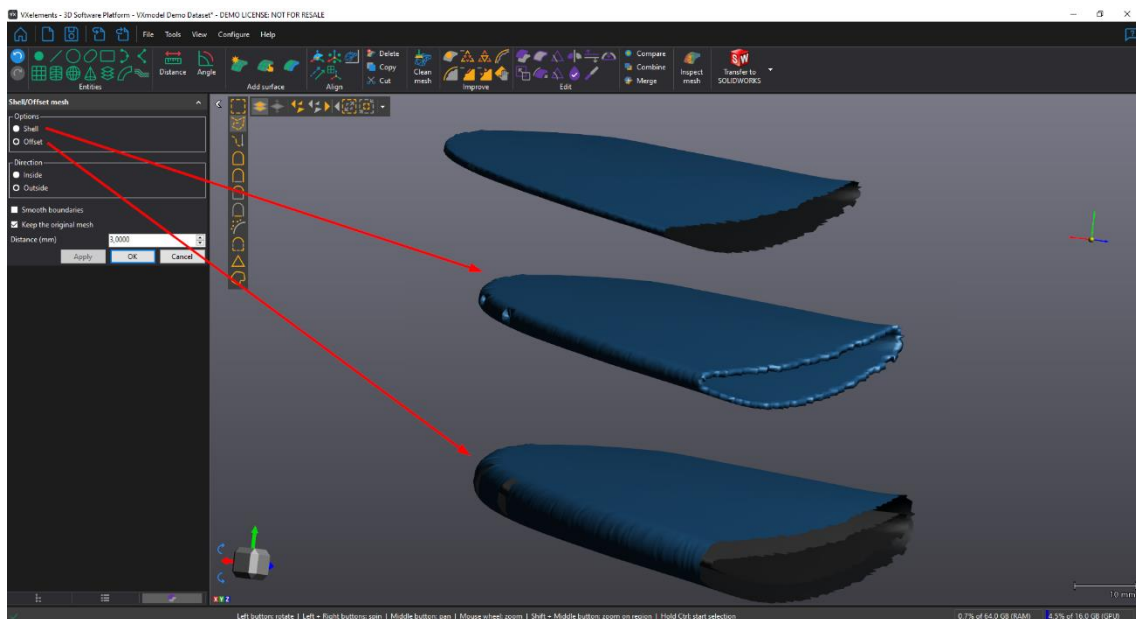 VXelements - 3D Software Platform - VXmodel Demo Dataset* - DEMO LICENSE: NOT FOR RESALE
File Tools View Configure Help
Distance Angle
Entities
Add surface
Align
Delete
Copy
Cut
Clean mesh
Improve
Edit
Compare
Combine
Merge
Inspect mesh
Transfer to SOLIDWORKS
Shell/Offset mesh
Options
Shell
Offset
Direction
Inside
Outside
Smooth boundaries
Keep the original mesh
Distance (mm) 3,0000
Apply OK Cancel
10 mm
X Y Z
Left button: rotate | Left + Right buttons: spin | Middle button: pan | Mouse wheel: zoom | Shift + Middle button: zoom on region | Hold Ctrl: start selection
0.7% of 64.0 GB (RAM) 4.5% of 16.0 GB (GPU)